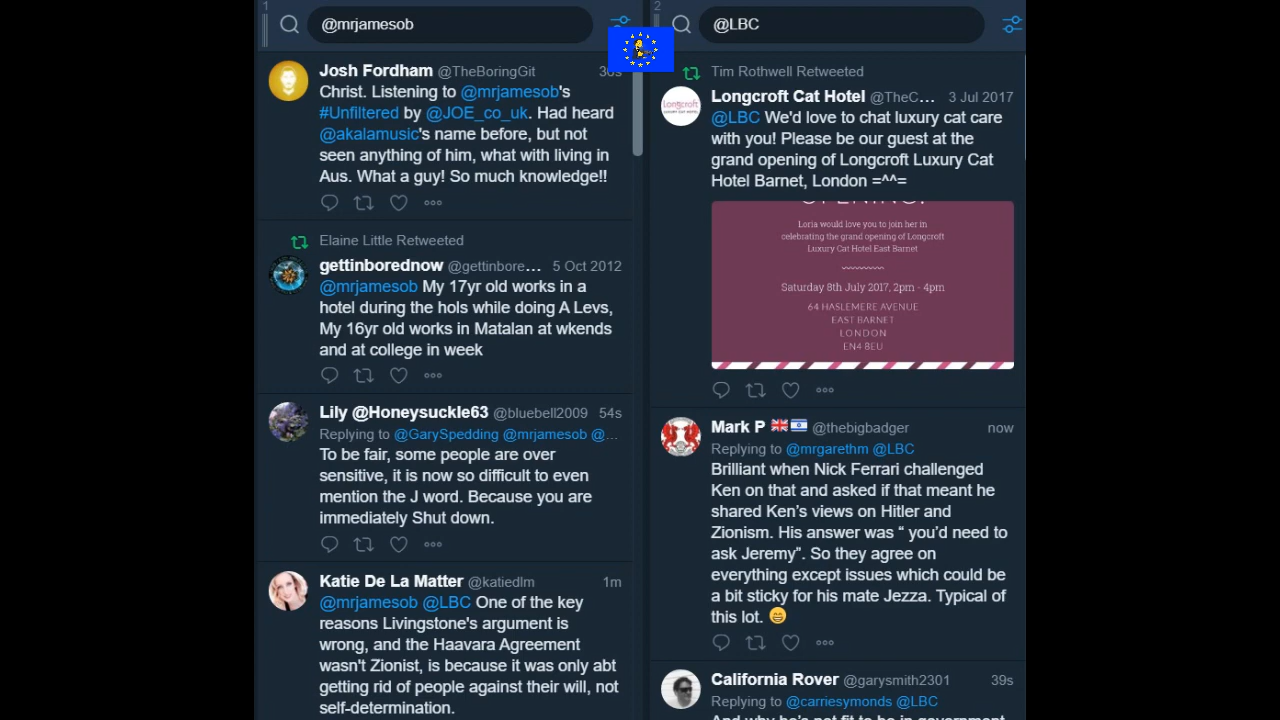 1
@mrjamesob
Josh Fordham @TheBoringGit 30s
Christ. Listening to @mrjamesob's
#Unfiltered by @JOE_co_uk. Had heard
@akalamusic's name before, but not
seen anything of him, what with living in
Aus. What a guy! So much knowledge!!
Elaine Little Retweeted
gettinborednow @gettinbore... 5 Oct 2012
@mrjamesob My 17yr old works in a
hotel during the hols while doing A Levs,
My 16yr old works in Matalan at wkends
and at college in week
Lily @Honeysuckle63 @bluebell2009 54s
Replying to @GarySpedding @mrjamesob @...
To be fair, some people are over
sensitive, it is now so difficult to even
mention the J word. Because you are
immediately Shut down.
Katie De La Matter @katiedlm 1m
@mrjamesob @LBC One of the key
reasons Livingstone's argument is
wrong, and the Haavara Agreement
wasn't Zionist, is because it was only abt
getting rid of people against their will, not
self-determination.
2
@LBC
Tim Rothwell Retweeted
Longcroft Cat Hotel @TheC... 3 Jul 2017
@LBC We'd love to chat luxury cat care
with you! Please be our guest at the
grand opening of Longcroft Luxury Cat
Hotel Barnet, London =^^=
OPENING!
Loria would love you to join her in
celebrating the grand opening of Longcroft
Luxury Cat Hotel East Barnet
Saturday 8th July 2017, 2pm - 4pm
64 HASLEMERE AVENUE
EAST BARNET
LONDON
EN4 8EU
Mark P 🇬🇧🇮🇱 @thebigbadger now
Replying to @mrgarethm @LBC
Brilliant when Nick Ferrari challenged
Ken on that and asked if that meant he
shared Ken's views on Hitler and
Zionism. His answer was “ you'd need to
ask Jeremy”. So they agree on
everything except issues which could be
a bit sticky for his mate Jezza. Typical of
this lot. 😁
California Rover @garysmith2301 39s
Replying to @carriesymonds @LBC
And why he's not fit to be in government